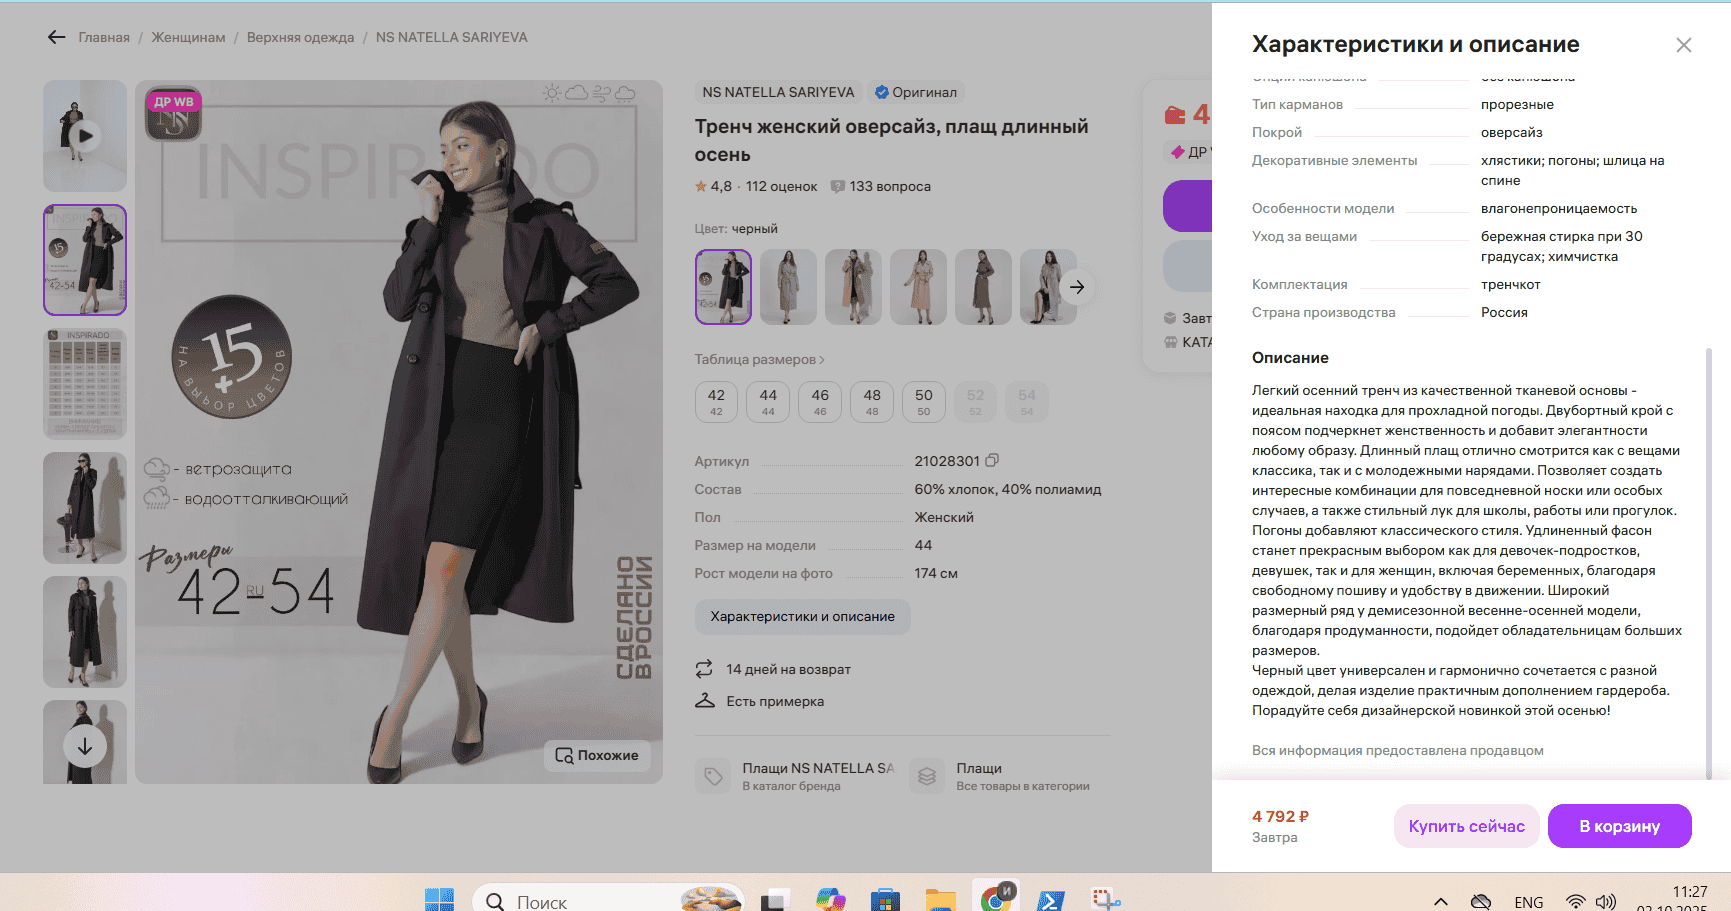 Главная / Женщинам / Верхняя одежда / NS NATELLA SARIYEVA
ДР WB
INSPIRADO
15+
НА ВЫБОР ЦВЕТОВ
- ветрозащита
- водоотталкивающий
Размеры
42-54
RU
СДЕЛАНО
В РОССИИ
Похожие
NS NATELLA SARIYEVA
Оригинал
Тренч женский оверсайз, плащ длинный
осень
4,8 · 112 оценок
133 вопроса
Цвет: черный
Таблица размеров
42 44 46 48 50 52 54
42 44 46 48 50 52 54
Артикул 21028301
Состав 60% хлопок, 40% полиамид
Пол Женский
Размер на модели 44
Рост модели на фото 174 см
Характеристики и описание
14 дней на возврат
Есть примерка
Плащи NS NATELLA SA
В каталог бренда
Плащи
Все товары в категории
4
ДР
Завт
КАТА
Характеристики и описание
Тип карманов прорезные
Покрой оверсайз
Декоративные элементы хлястики; погоны; шлица на
спине
Особенности модели влагонепроницаемость
Уход за вещами бережная стирка при 30
градусах; химчистка
Комплектация тренчкот
Страна производства Россия
Описание
Легкий осенний тренч из качественной тканевой основы -
идеальная находка для прохладной погоды. Двубортный крой с
поясом подчеркнет женственность и добавит элегантности
любому образу. Длинный плащ отлично смотрится как с вещами
классика, так и с молодежными нарядами. Позволяет создать
интересные комбинации для повседневной носки или особых
случаев, а также стильный лук для школы, работы или прогулок.
Погоны добавляют классического стиля. Удлиненный фасон
станет прекрасным выбором как для девочек-подростков,
девушек, так и для женщин, включая беременных, благодаря
свободному пошиву и удобству в движении. Широкий
размерный ряд у демисезонной весенне-осенней модели,
благодаря продуманности, подойдет обладательницам больших
размеров.
Черный цвет универсален и гармонично сочетается с разной
одеждой, делая изделие практичным дополнением гардероба.
Порадуйте себя дизайнерской новинкой этой осенью!
Вся информация предоставлена продавцом
4 792 ₽
Завтра
Купить сейчас
В корзину
Поиск
ENG
11:27